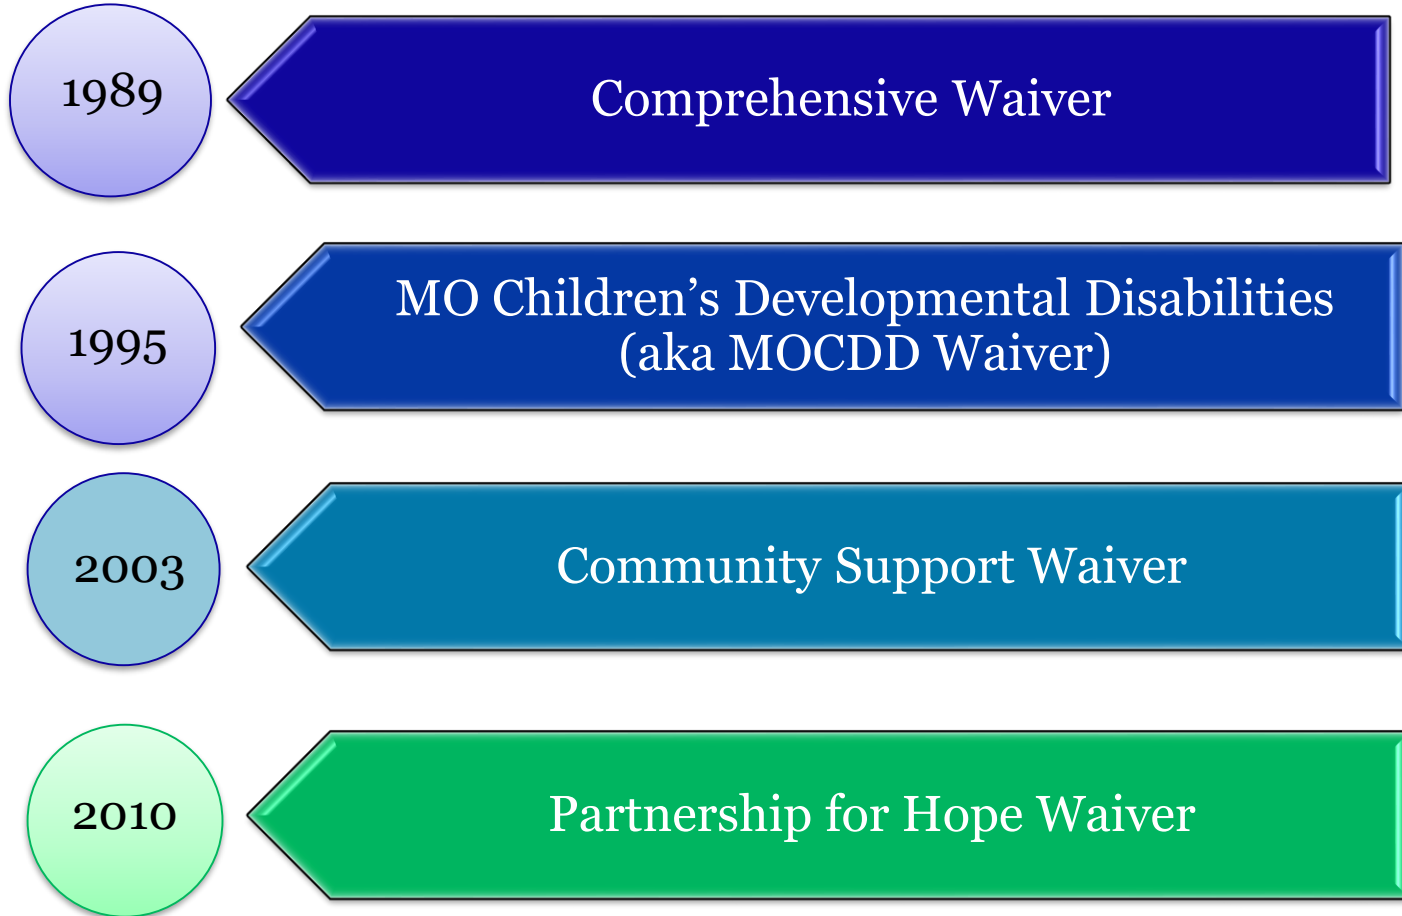 1989
Comprehensive Waiver
1995
MO Children’s Developmental Disabilities
(aka MOCDD Waiver)
2003
Community Support Waiver
2010
Partnership for Hope Waiver